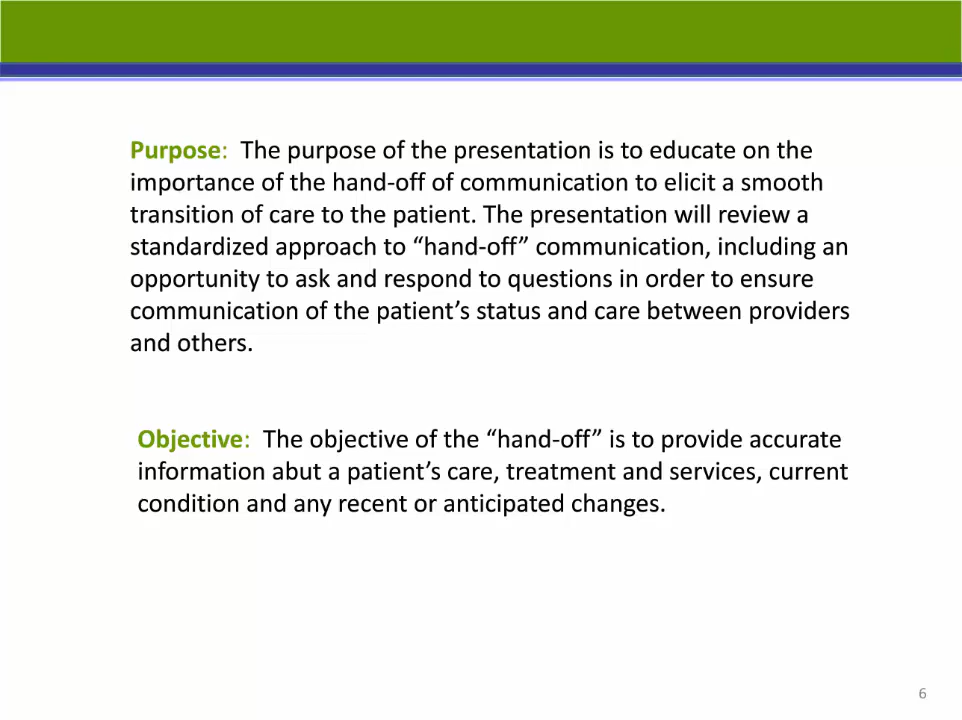 Purpose:  The purpose of the presentation is to educate on the
importance of the hand-off of communication to elicit a smooth
transition of care to the patient. The presentation will review a
standardized approach to “hand-off” communication, including an
opportunity to ask and respond to questions in order to ensure
communication of the patient’s status and care between providers
and others.
Objective:  The objective of the “hand-off” is to provide accurate
information abut a patient’s care, treatment and services, current
condition and any recent or anticipated changes.
6